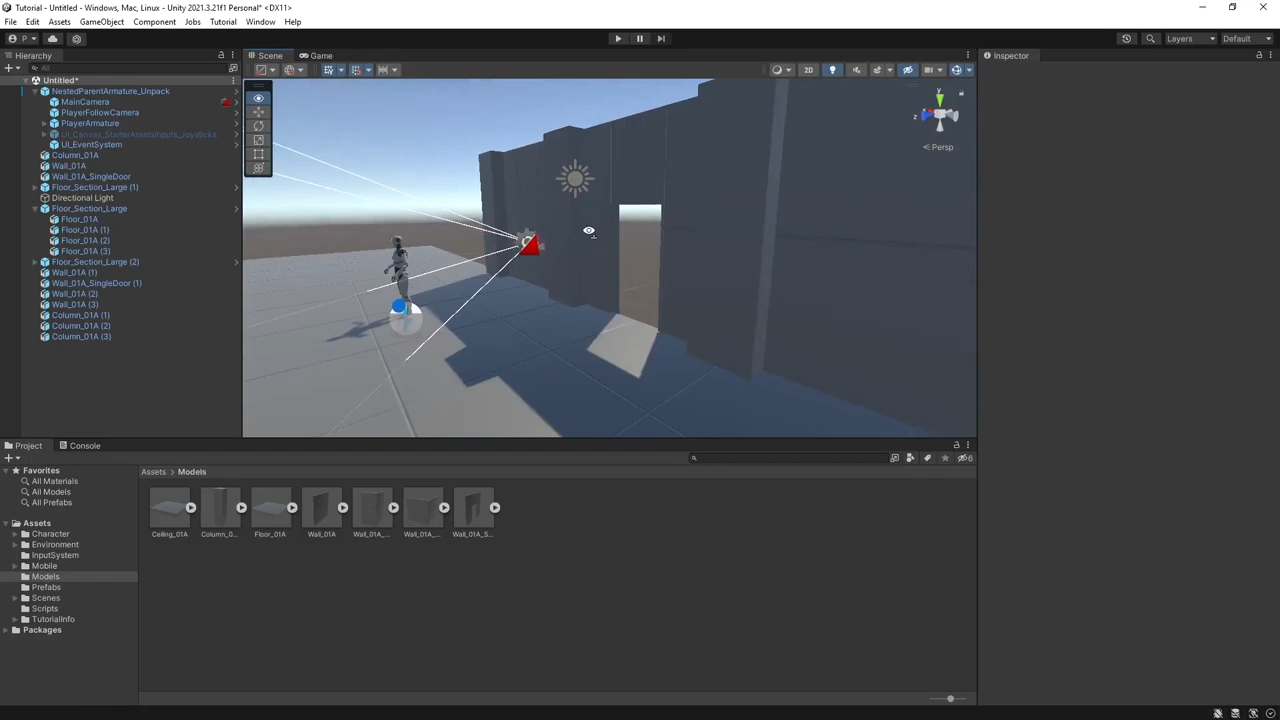 Tutorial - Untitled - Windows, Mac, Linux - Unity 2021.3.21f1 Personal* <DX11>
File Edit Assets GameObject Component Jobs Tutorial Window Help
P Layers Default
Hierarchy Scene Game Inspector
All 2D
Untitled*
NestedParentArmature_Unpack
MainCamera
PlayerFollowCamera
PlayerArmature
UI_Canvas_StarterAssetsInputs_Joysticks
UI_EventSystem
Column_01A
Wall_01A
Wall_01A_SingleDoor
Floor_Section_Large (1)
Directional Light
Floor_Section_Large
Floor_01A
Floor_01A (1)
Floor_01A (2)
Floor_01A (3)
Floor_Section_Large (2)
Wall_01A (1)
Wall_01A_SingleDoor (1)
Wall_01A (2)
Wall_01A (3)
Column_01A (1)
Column_01A (2)
Column_01A (3)
y
x
z
Persp
Project Console
6
Favorites
All Materials
All Models
All Prefabs
Assets
Character
Environment
InputSystem
Mobile
Models
Prefabs
Scenes
Scripts
TutorialInfo
Packages
Assets > Models
Ceiling_01A Column_0... Floor_01A Wall_01A Wall_01A_... Wall_01A_... Wall_01A_S...